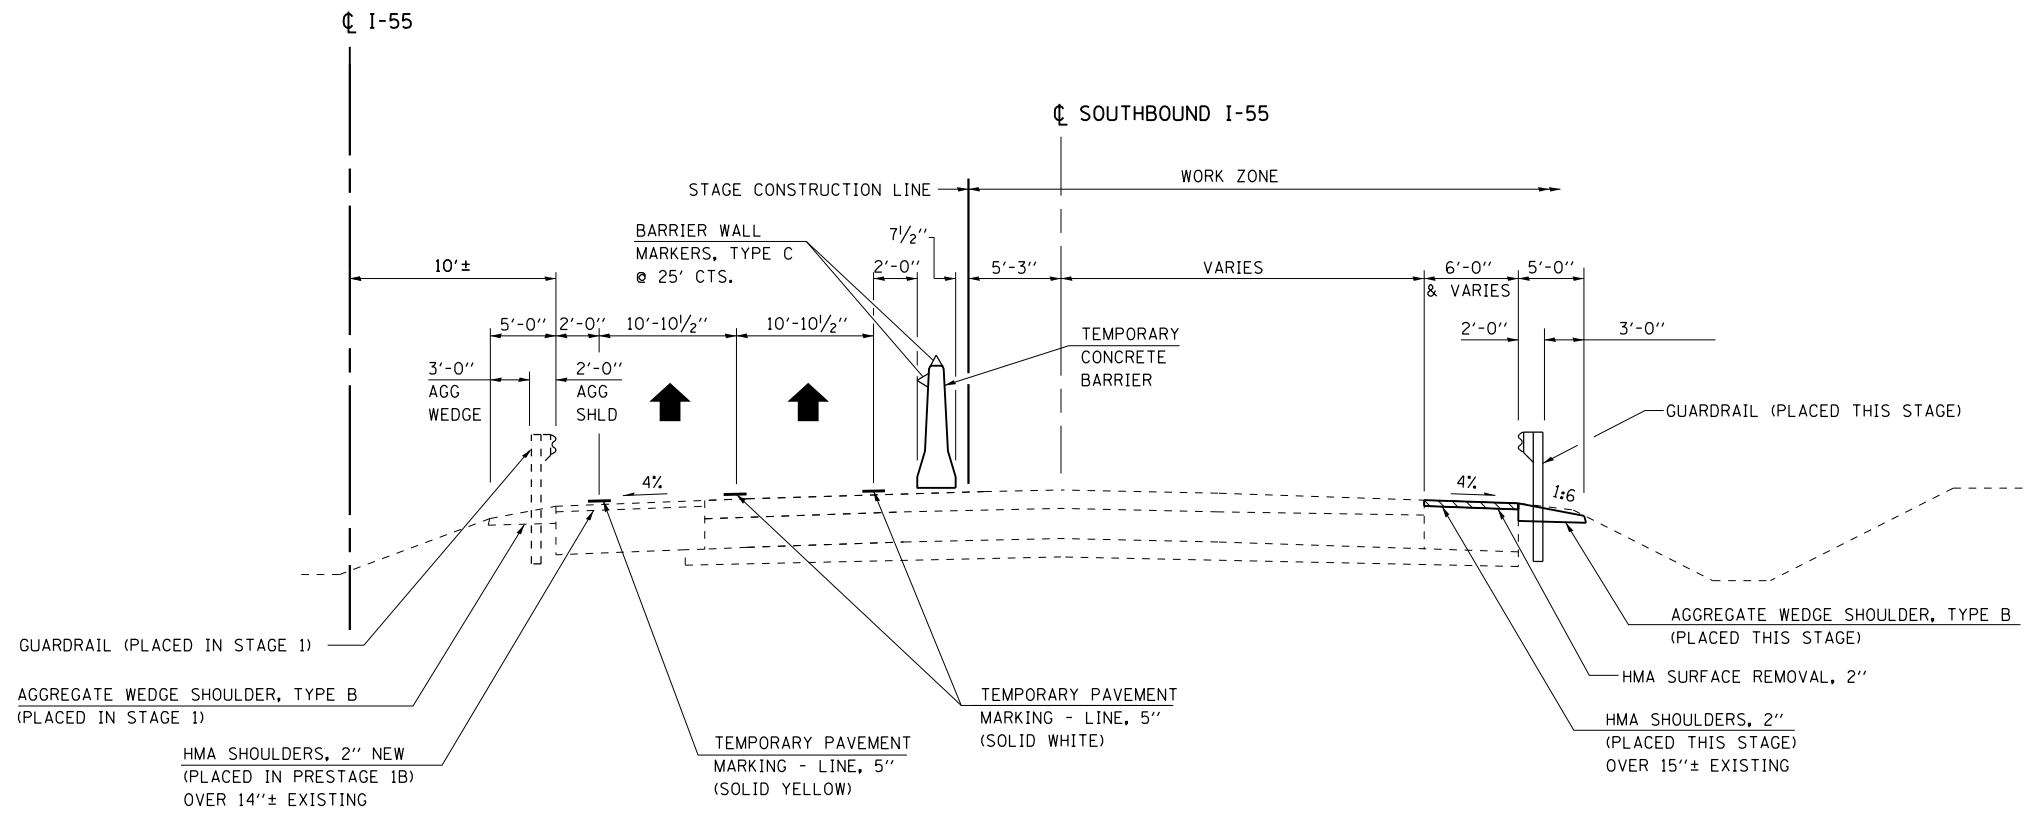 ℄ I-55
℄ SOUTHBOUND I-55
WORK ZONE
STAGE CONSTRUCTION LINE
BARRIER WALL
MARKERS, TYPE C
@ 25' CTS.
7½"
10'±
2'-0"
5'-3"
VARIES
6'-0"
& VARIES
5'-0"
5'-0"
2'-0"
10'-10½"
10'-10½"
2'-0"
3'-0"
TEMPORARY
CONCRETE
BARRIER
3'-0"
AGG
WEDGE
2'-0"
AGG
SHLD
GUARDRAIL (PLACED THIS STAGE)
4%
4%
1:6
GUARDRAIL (PLACED IN STAGE 1)
AGGREGATE WEDGE SHOULDER, TYPE B
(PLACED IN STAGE 1)
HMA SHOULDERS, 2" NEW
(PLACED IN PRESTAGE 1B)
OVER 14"± EXISTING
TEMPORARY PAVEMENT
MARKING - LINE, 5"
(SOLID YELLOW)
TEMPORARY PAVEMENT
MARKING - LINE, 5"
(SOLID WHITE)
AGGREGATE WEDGE SHOULDER, TYPE B
(PLACED THIS STAGE)
HMA SURFACE REMOVAL, 2"
HMA SHOULDERS, 2"
(PLACED THIS STAGE)
OVER 15"± EXISTING